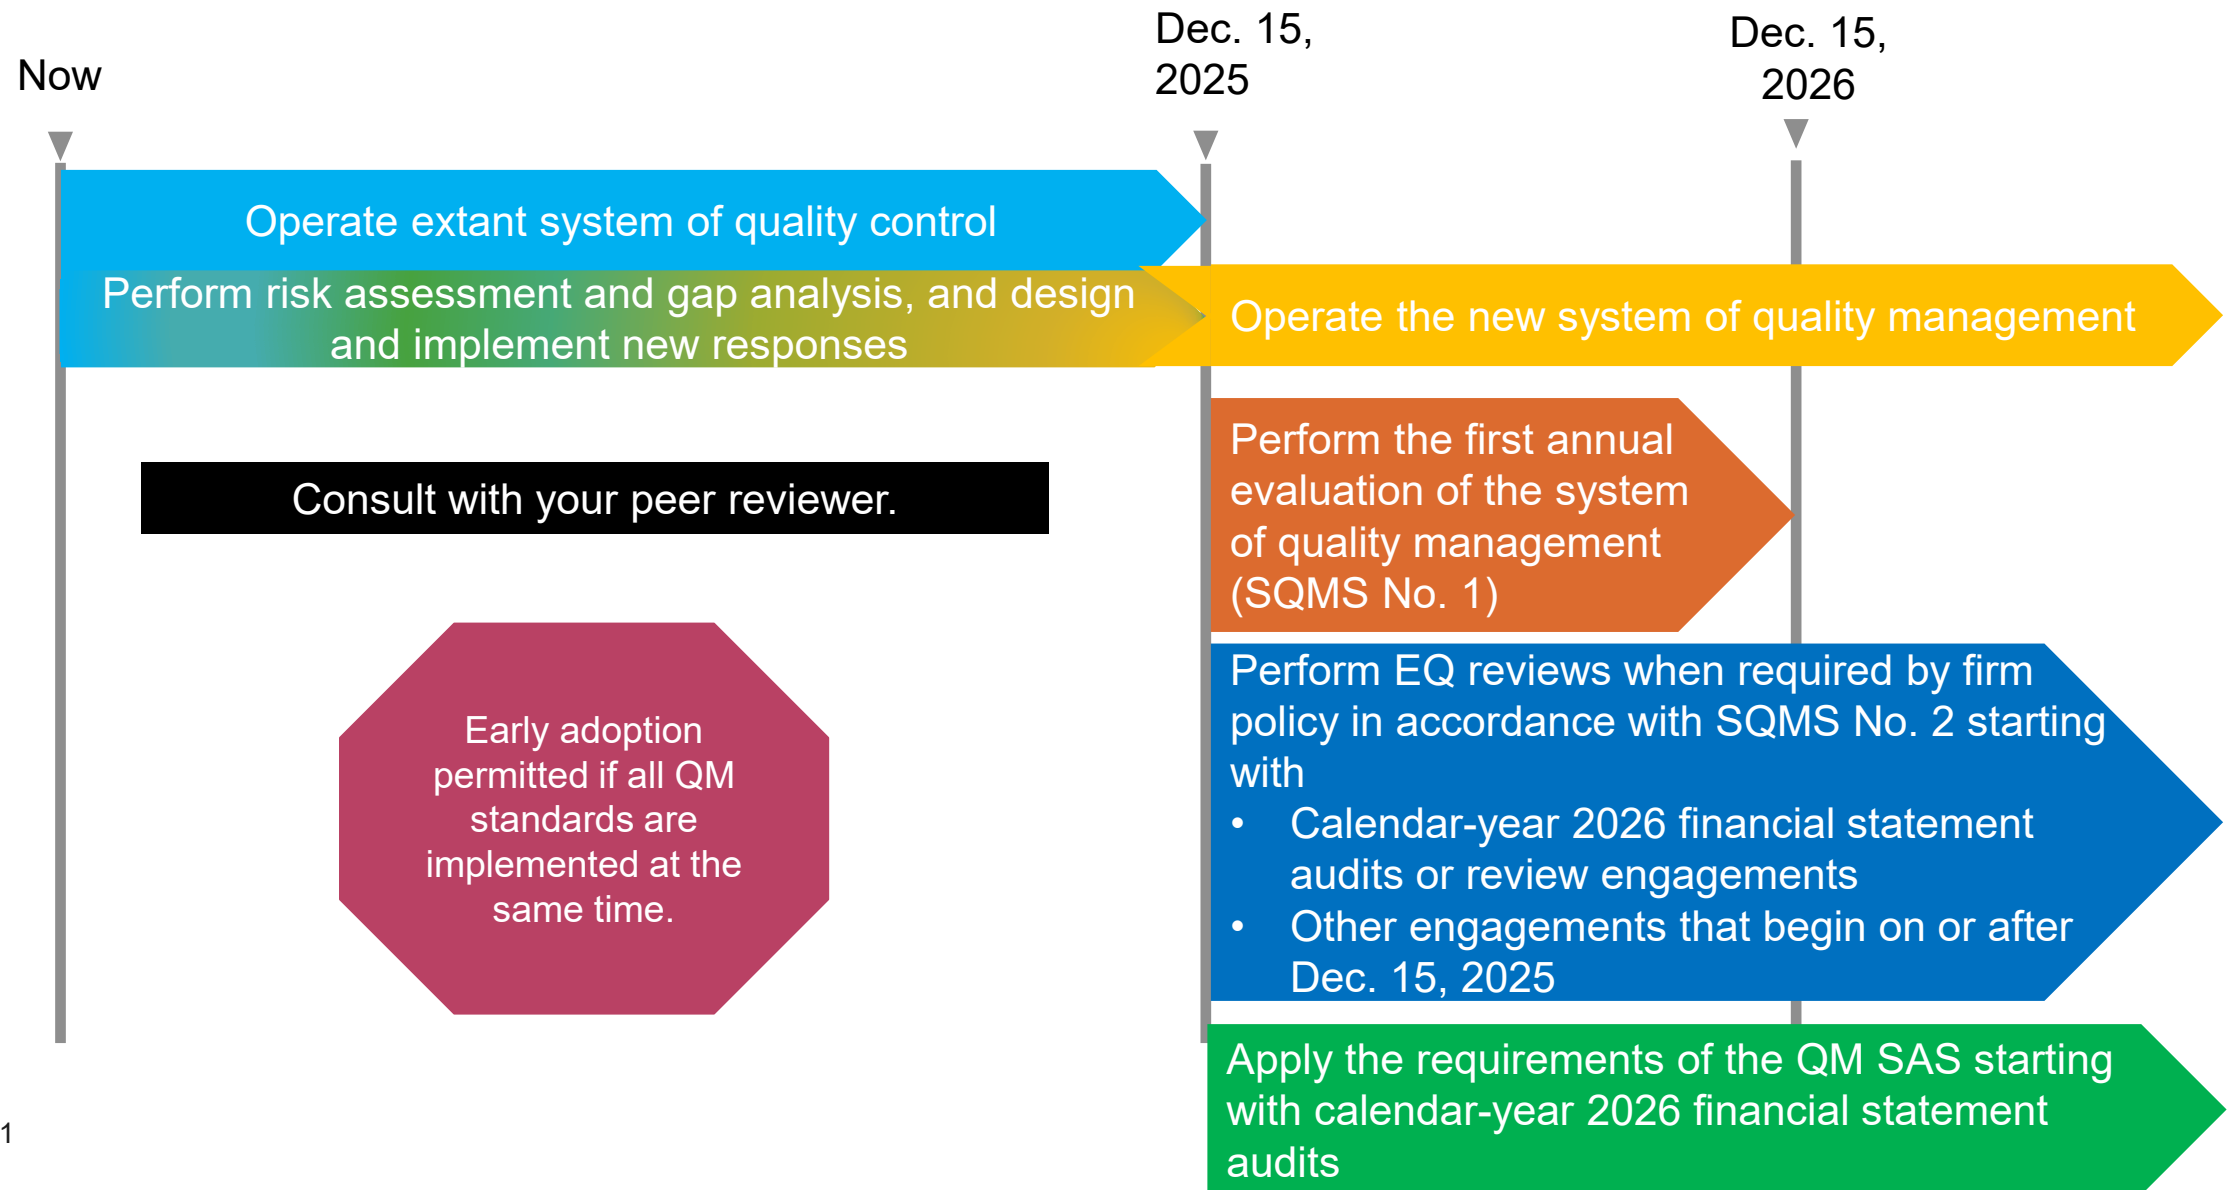 Now
Dec. 15,
2025
Dec. 15,
2026
Operate extant system of quality control
Perform risk assessment and gap analysis, and design
and implement new responses
Operate the new system of quality management
Consult with your peer reviewer.
Perform the first annual
evaluation of the system
of quality management
(SQMS No. 1)
Early adoption
permitted if all QM
standards are
implemented at the
same time.
Perform EQ reviews when required by firm
policy in accordance with SQMS No. 2 starting
with
• Calendar-year 2026 financial statement
audits or review engagements
• Other engagements that begin on or after
Dec. 15, 2025
Apply the requirements of the QM SAS starting
with calendar-year 2026 financial statement
audits
1